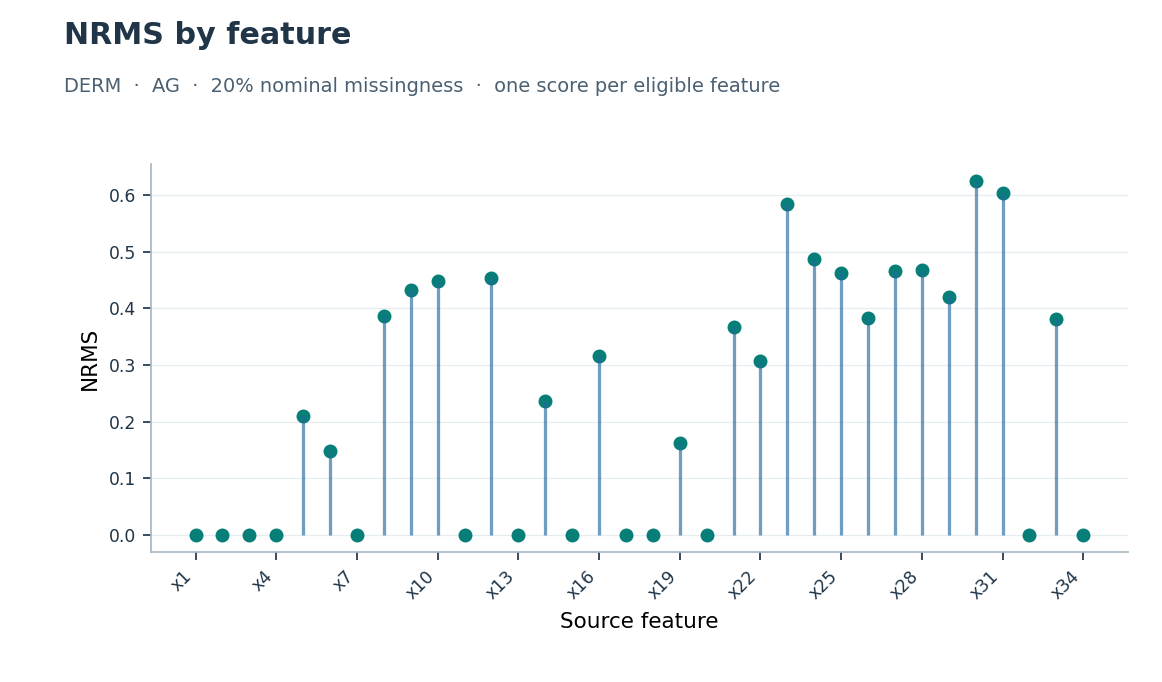 NRMS by feature
DERM · AG · 20% nominal missingness · one score per eligible feature
0.6
0.5
0.4
0.3
0.2
0.1
0.0
NRMS
x1 x4 x7 x10 x13 x16 x19 x22 x25 x28 x31 x34
Source feature